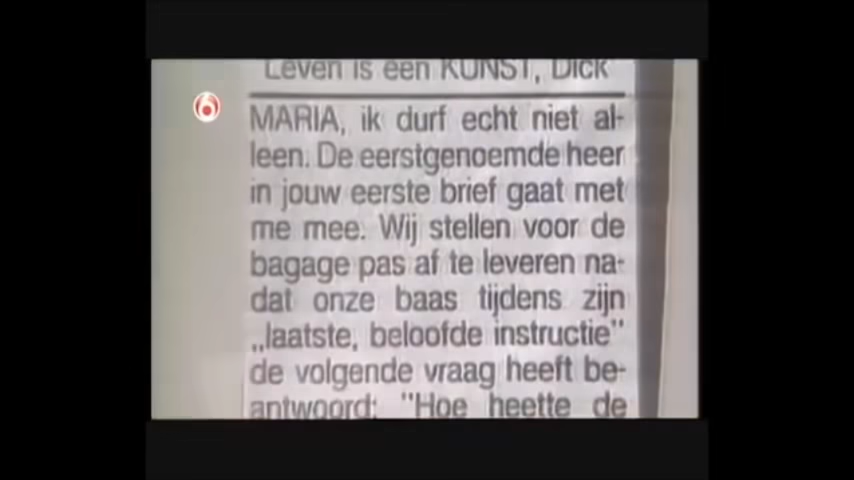 Leven is een KUNST, Dick
MARIA, ik durf echt niet al-
leen. De eerstgenoemde heer
in jouw eerste brief gaat met
me mee. Wij stellen voor de
bagage pas af te leveren na-
dat onze baas tijdens zijn
„laatste, beloofde instructie"
de volgende vraag heeft be-
antwoord: "Hoe heette de
6